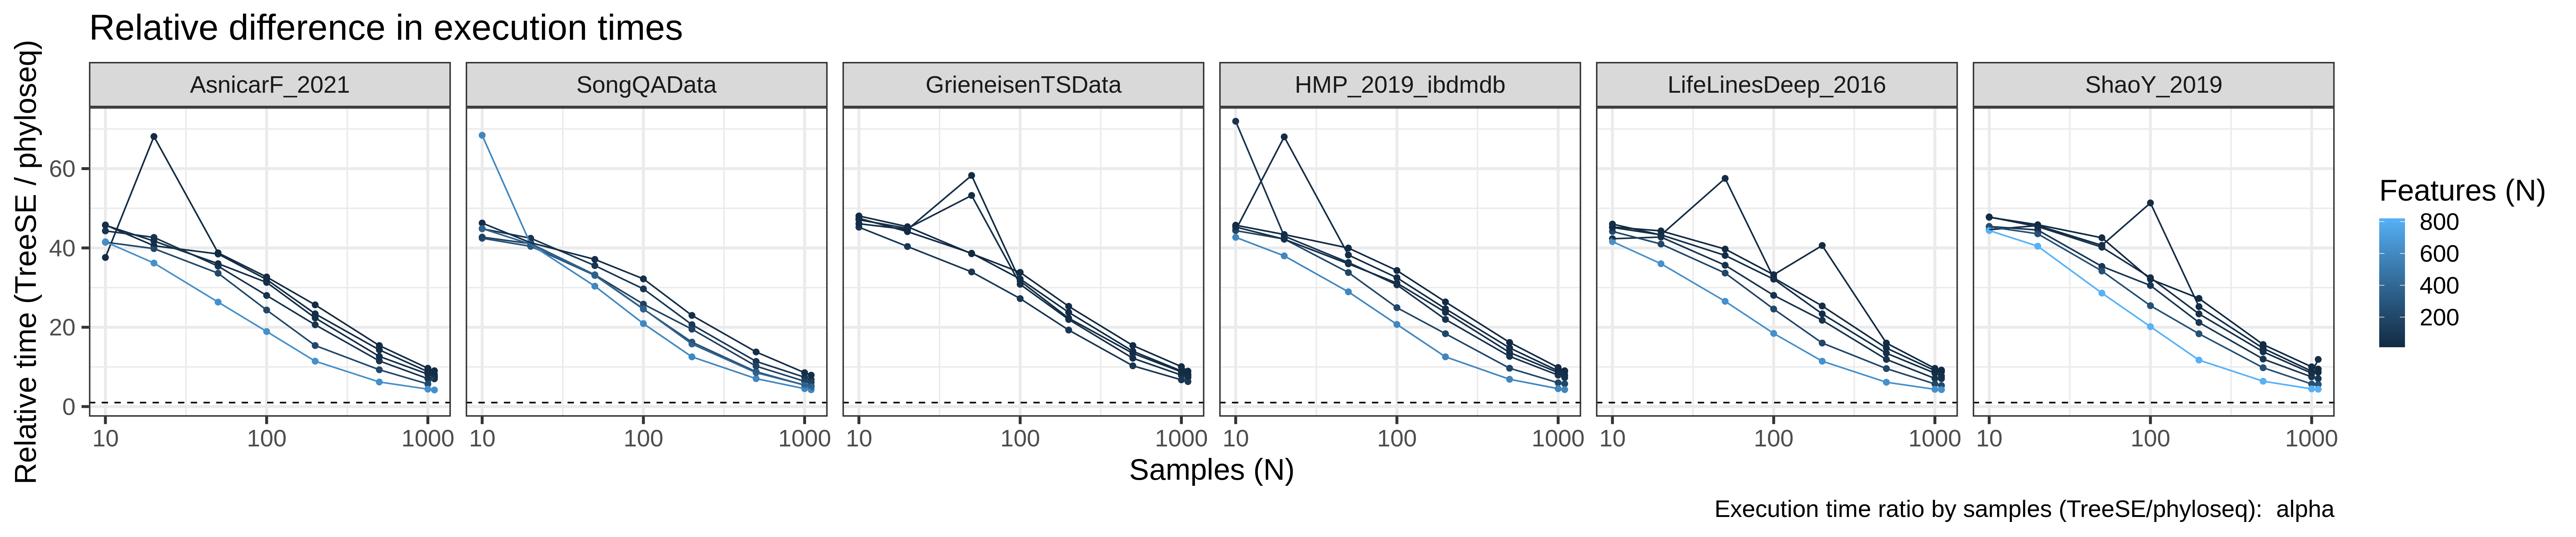 Relative difference in execution times
AsnicarF_2021
SongQAData
GrieneisenTSData
HMP_2019_ibdmdb
LifeLinesDeep_2016
ShaoY_2019
Relative time (TreeSE / phyloseq)
60
40
20
0
10 100 1000
10 100 1000
10 100 1000
10 100 1000
10 100 1000
10 100 1000
Samples (N)
Features (N)
800
600
400
200
Execution time ratio by samples (TreeSE/phyloseq):  alpha